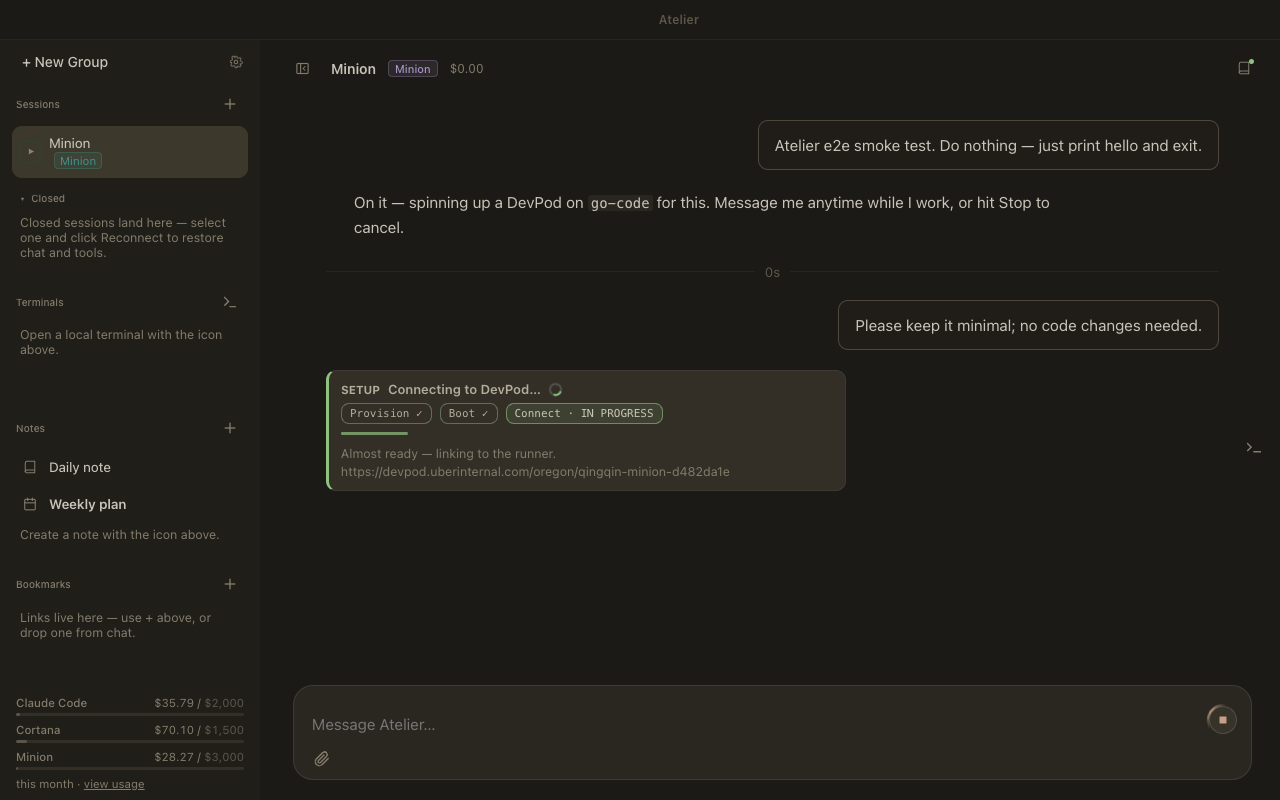 Atelier
+ New Group
Sessions
Minion
Minion
Closed
Closed sessions land here — select
one and click Reconnect to restore
chat and tools.
Terminals
Open a local terminal with the icon
above.
Notes
Daily note
Weekly plan
Create a note with the icon above.
Bookmarks
Links live here — use + above, or
drop one from chat.
Claude Code $35.79 / $2,000
Cortana $70.10 / $1,500
Minion $28.27 / $3,000
this month · view usage
Minion Minion $0.00
Atelier e2e smoke test. Do nothing — just print hello and exit.
On it — spinning up a DevPod on go-code for this. Message me anytime while I work, or hit Stop to
cancel.
0s
Please keep it minimal; no code changes needed.
SETUP Connecting to DevPod...
Provision ✓ Boot ✓ Connect · IN PROGRESS
Almost ready — linking to the runner.
https://devpod.uberinternal.com/oregon/qingqin-minion-d482da1e
Message Atelier...